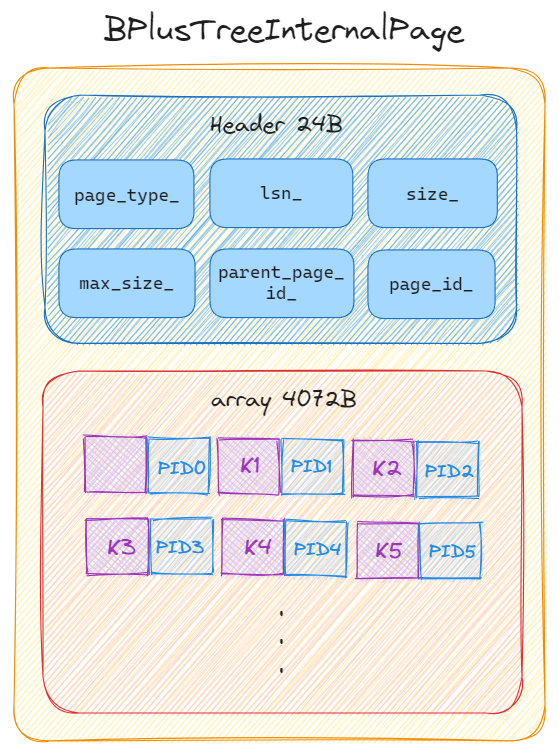 BPlusTreeInternalPage
Header 24B
page_type_ lsn_ size_
max_size_ parent_page_
id_ page_id_
array 4072B
PID0 K1 PID1 K2 PID2
K3 PID3 K4 PID4 K5 PID5